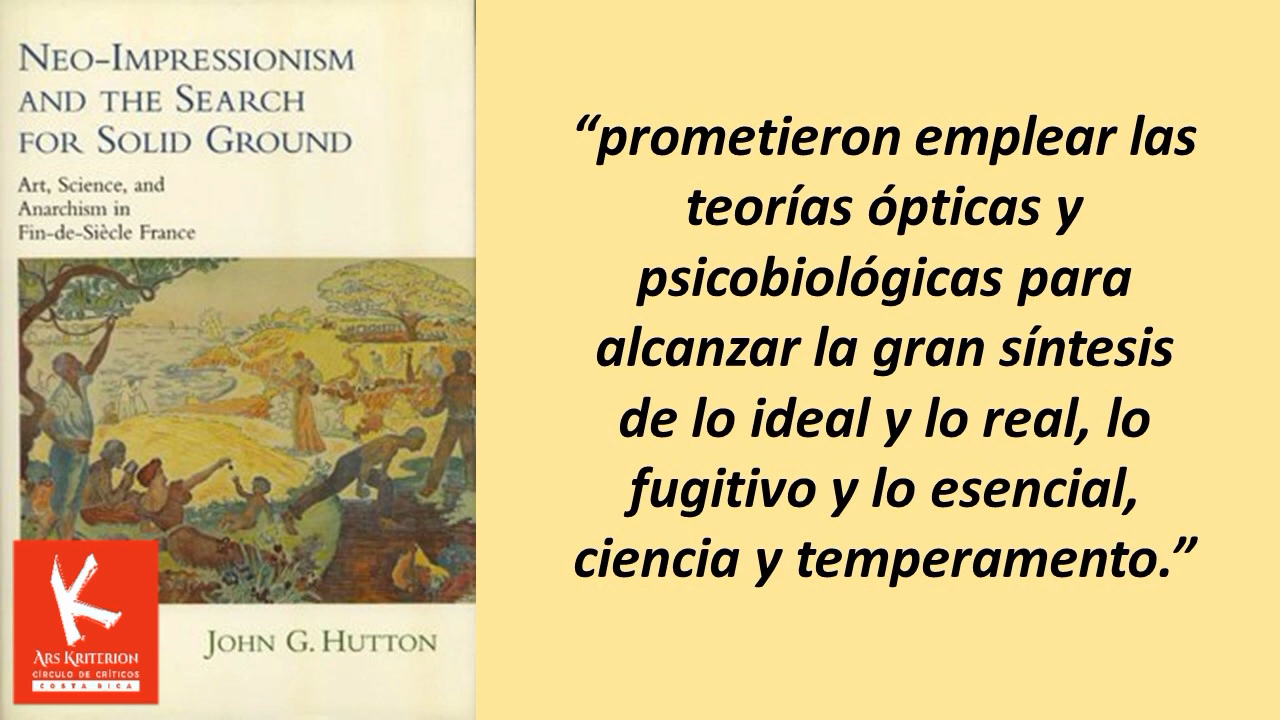 NEO-IMPRESSIONISM
AND THE SEARCH
FOR SOLID GROUND
Art, Science, and
Anarchism in
Fin-de-Siècle France
JOHN G. HUTTON
K
ARS KRITERION
CÍRCULO DE CRÍTICOS
COSTA RICA
“prometieron emplear las
teorías ópticas y
psicobiológicas para
alcanzar la gran síntesis
de lo ideal y lo real, lo
fugitivo y lo esencial,
ciencia y temperamento.”